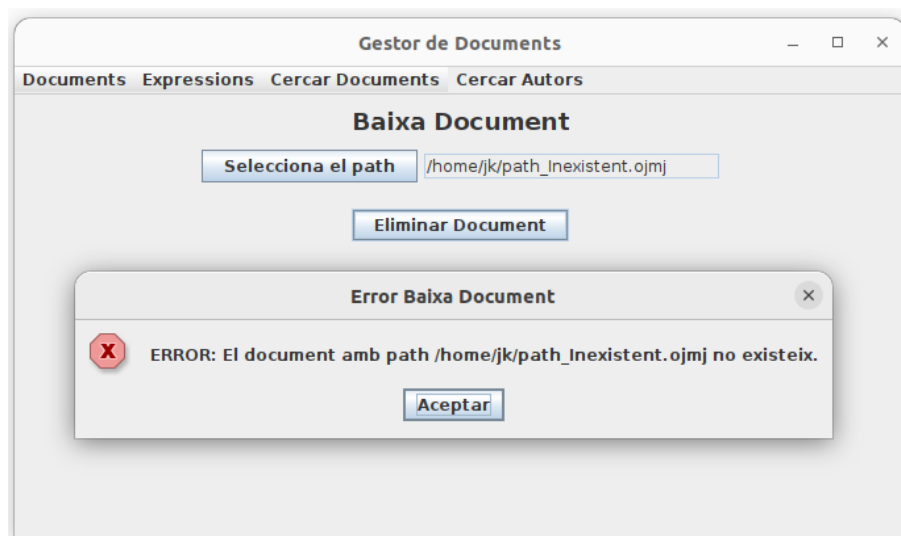 Gestor de Documents
Documents Expressions Cercar Documents Cercar Autors
Baixa Document
Selecciona el path /home/jk/path_Inexistent.ojmj
Eliminar Document
Error Baixa Document
ERROR: El document amb path /home/jk/path_Inexistent.ojmj no existeix.
Aceptar